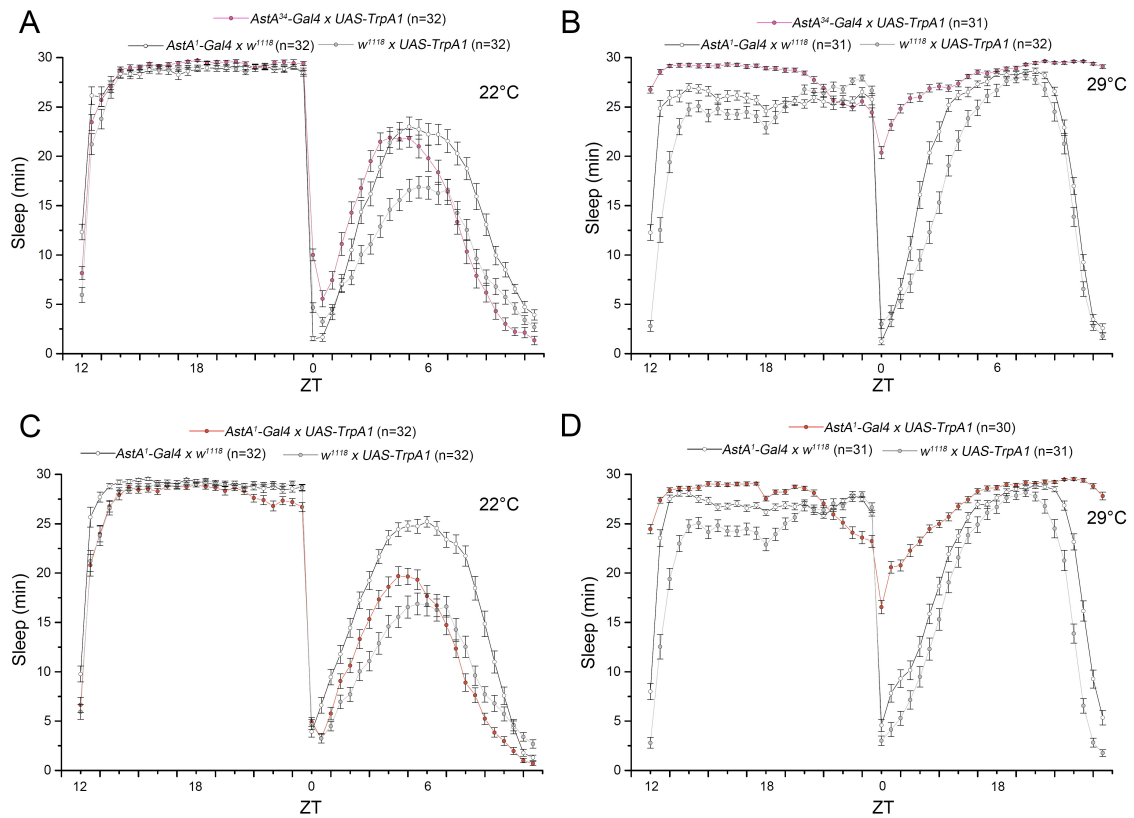 A
AstA³⁴-Gal4 x UAS-TrpA1 (n=32)
AstA¹-Gal4 x w¹¹¹⁸ (n=32) w¹¹¹⁸ x UAS-TrpA1 (n=32)
22°C
Sleep (min)
30
25
20
15
10
5
0
12 18 0 6
ZT
B
AstA³⁴-Gal4 x UAS-TrpA1 (n=31)
AstA¹-Gal4 x w¹¹¹⁸ (n=31) w¹¹¹⁸ x UAS-TrpA1 (n=32)
29°C
Sleep (min)
30
25
20
15
10
5
0
12 18 0 6
ZT
C
AstA¹-Gal4 x UAS-TrpA1 (n=32)
AstA¹-Gal4 x w¹¹¹⁸ (n=32) w¹¹¹⁸ x UAS-TrpA1 (n=32)
22°C
Sleep (min)
30
25
20
15
10
5
0
12 18 0 6
ZT
D
AstA¹-Gal4 x UAS-TrpA1 (n=30)
AstA¹-Gal4 x w¹¹¹⁸ (n=31) w¹¹¹⁸ x UAS-TrpA1 (n=31)
29°C
Sleep (min)
30
25
20
15
10
5
0
12 18 0 18
ZT